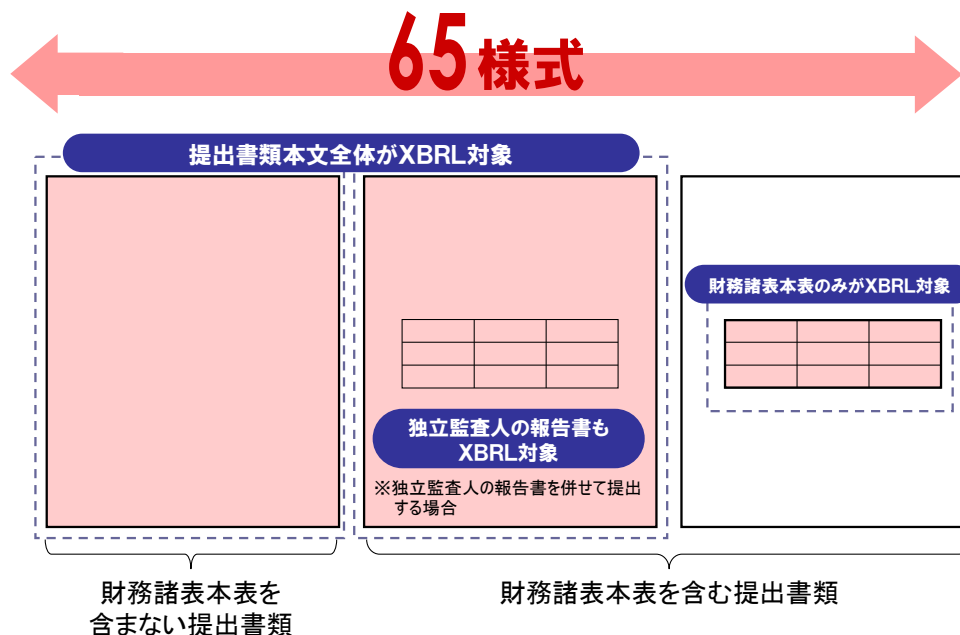 65様式
提出書類本文全体がXBRL対象
財務諸表本表のみがXBRL対象
独立監査人の報告書も
XBRL対象
※独立監査人の報告書を併せて提出
する場合
財務諸表本表を
含まない提出書類
財務諸表本表を含む提出書類